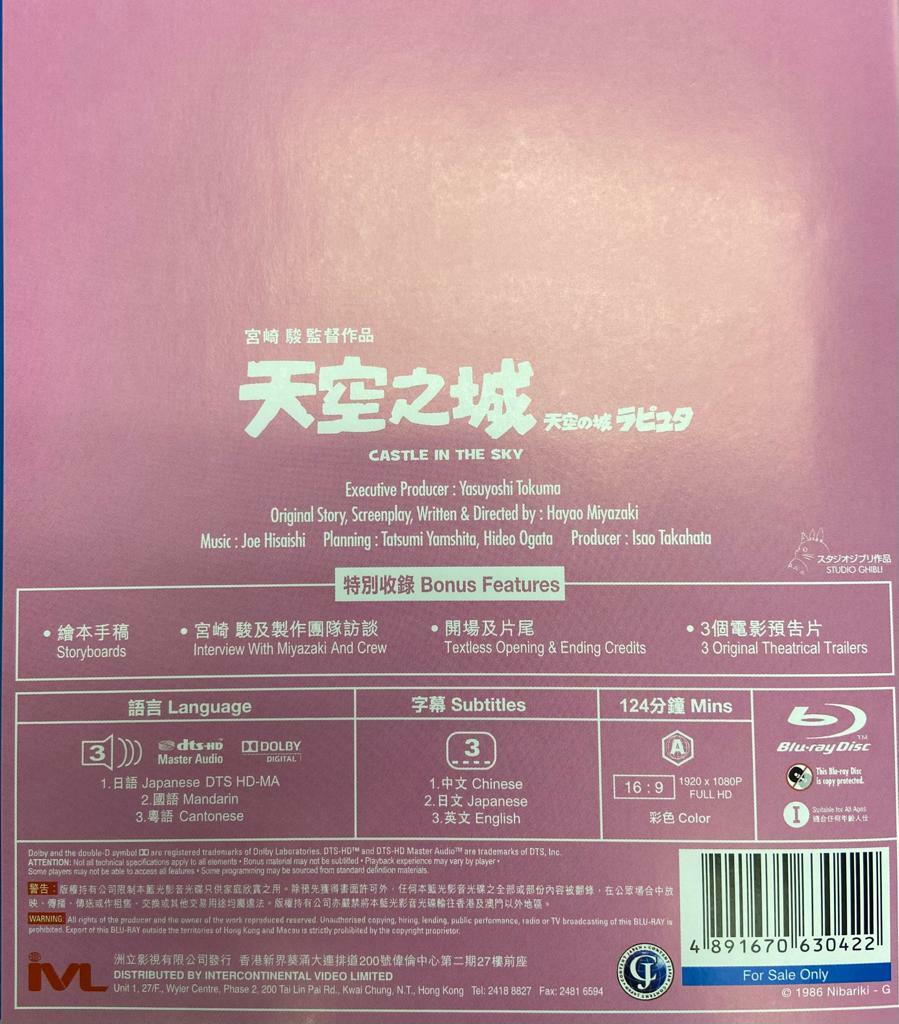 宮崎 駿 監督作品
天空之城 天空の城 ラピュタ
CASTLE IN THE SKY
Executive Producer : Yasuyoshi Tokuma
Original Story, Screenplay, Written & Directed by : Hayao Miyazaki
Music : Joe Hisaishi Planning : Tatsumi Yamshita, Hideo Ogata Producer : Isao Takahata
スタジオジブリ作品
STUDIO GHIBLI
特別收錄 Bonus Features
• 繪本手稿
Storyboards
• 宮崎 駿及製作團隊訪談
Interview With Miyazaki And Crew
• 開場及片尾
Textless Opening & Ending Credits
• 3個電影預告片
3 Original Theatrical Trailers
語言 Language
3
dts-HD Master Audio
DOLBY DIGITAL
1.日語 Japanese DTS HD-MA
2.國語 Mandarin
3.粵語 Cantonese
字幕 Subtitles
3
1.中文 Chinese
2.日文 Japanese
3.英文 English
124分鐘 Mins
A
16 : 9
1920 x 1080P
FULL HD
彩色 Color
Blu-ray Disc TM
This Blu-ray Disc
is copy protected.
I
Suitable for All Ages
適合任何年齡人仕
Dolby and the double-D symbol are registered trademarks of Dolby Laboratories. DTS-HD™ and DTS-HD Master Audio™ are trademarks of DTS, Inc.
ATTENTION: Not all technical specifications apply to all elements • Bonus material may not be subtitled • Playback experience may vary by player •
Some players may not be able to access all features • Some programming may be sourced from standard definition materials.
警告: 版權持有公司限制本藍光影音光碟只供家庭欣賞之用。除預先獲得書面許可外，任何本藍光影音光碟之全部或部份內容被翻錄，在公眾場合中放
映、傳播、傳送或作租售、交換或其他交易用途均屬違法。版權持有公司亦嚴禁將本藍光影音光碟輸往香港及澳門以外地區。
WARNING: All rights of the producer and the owner of the work reproduced reserved. Unauthorised copying, hiring, lending, public performance, radio or TV broadcasting of this BLU-RAY is
prohibited. Export of this BLU-RAY outside the territories of Hong Kong and Macau is strictly prohibited by the copyright proprietor.
IVL
洲立影視有限公司發行 香港新界葵涌大連排道200號偉倫中心第二期27樓前座
DISTRIBUTED BY INTERCONTINENTAL VIDEO LIMITED
Unit 1, 27/F., Wyler Centre, Phase 2, 200 Tai Lin Pai Rd., Kwai Chung, N.T., Hong Kong Tel: 2418 8827 Fax: 2481 6594
CJ
4 891670 630422
For Sale Only
© 1986 Nibariki - G